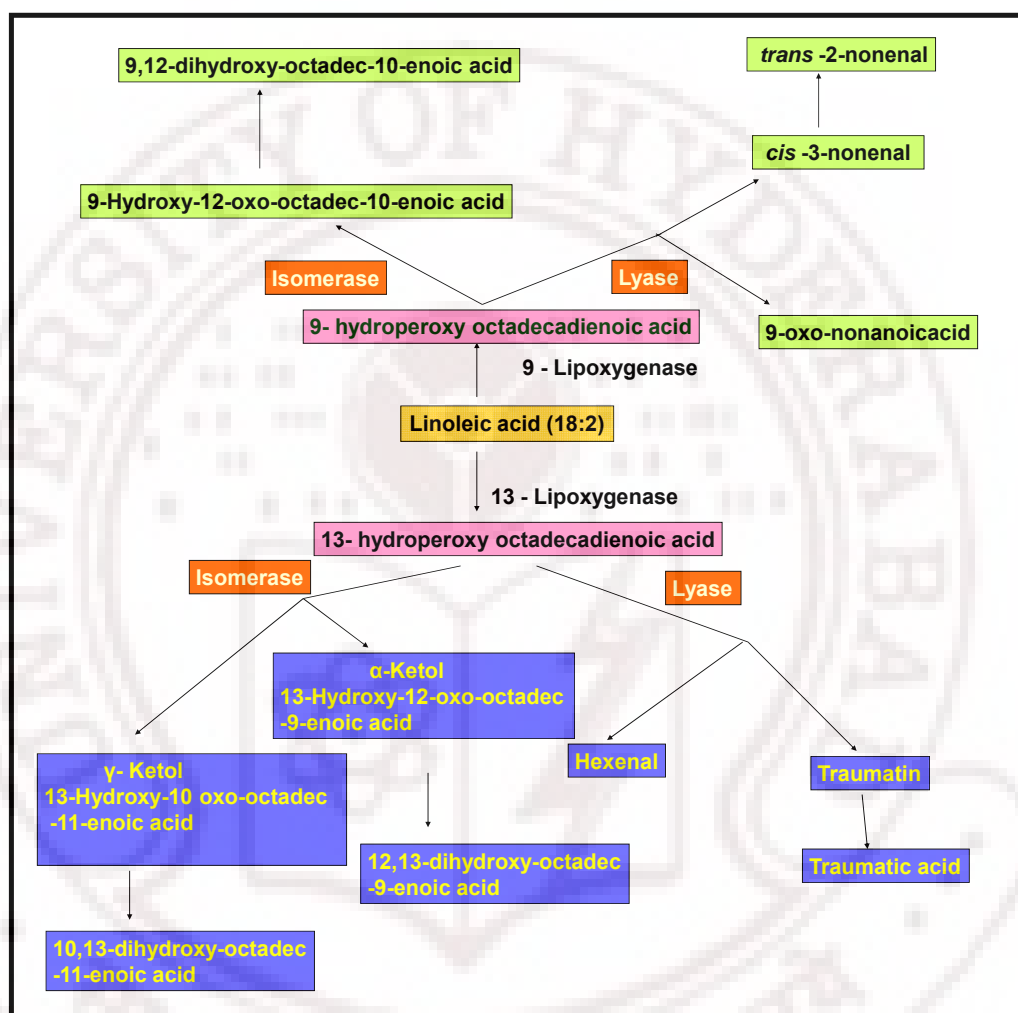 9,12-dihydroxy-octadec-10-enoic acid
trans -2-nonenal
cis -3-nonenal
9-Hydroxy-12-oxo-octadec-10-enoic acid
Isomerase
Lyase
9- hydroperoxy octadecadienoic acid
9-oxo-nonanoicacid
9 - Lipoxygenase
Linoleic acid (18:2)
13 - Lipoxygenase
13- hydroperoxy octadecadienoic acid
Isomerase
Lyase
α-Ketol
13-Hydroxy-12-oxo-octadec
-9-enoic acid
Hexenal
γ- Ketol
13-Hydroxy-10 oxo-octadec
-11-enoic acid
Traumatin
12,13-dihydroxy-octadec
-9-enoic acid
Traumatic acid
10,13-dihydroxy-octadec
-11-enoic acid
UNIVERSITY OF HYDERABAD